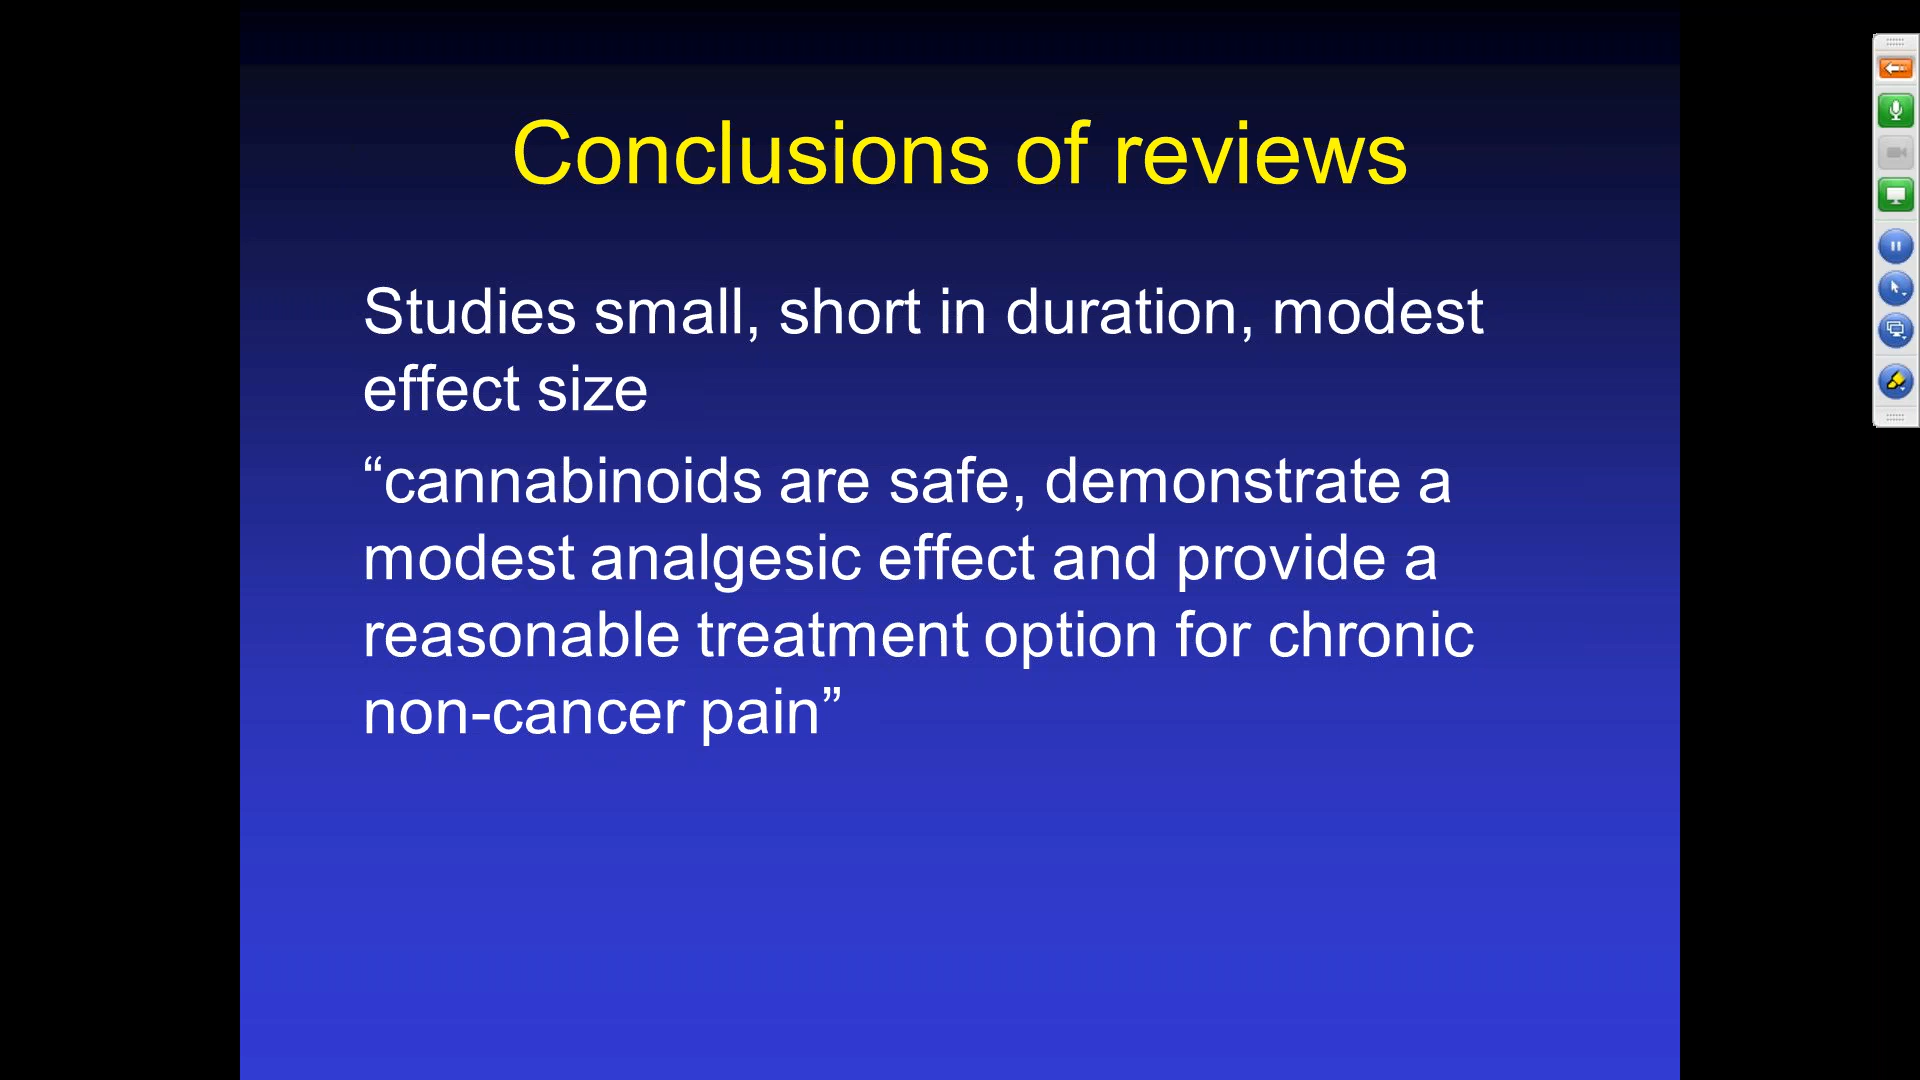 Conclusions of reviews
Studies small, short in duration, modest
effect size
“cannabinoids are safe, demonstrate a
modest analgesic effect and provide a
reasonable treatment option for chronic
non-cancer pain”